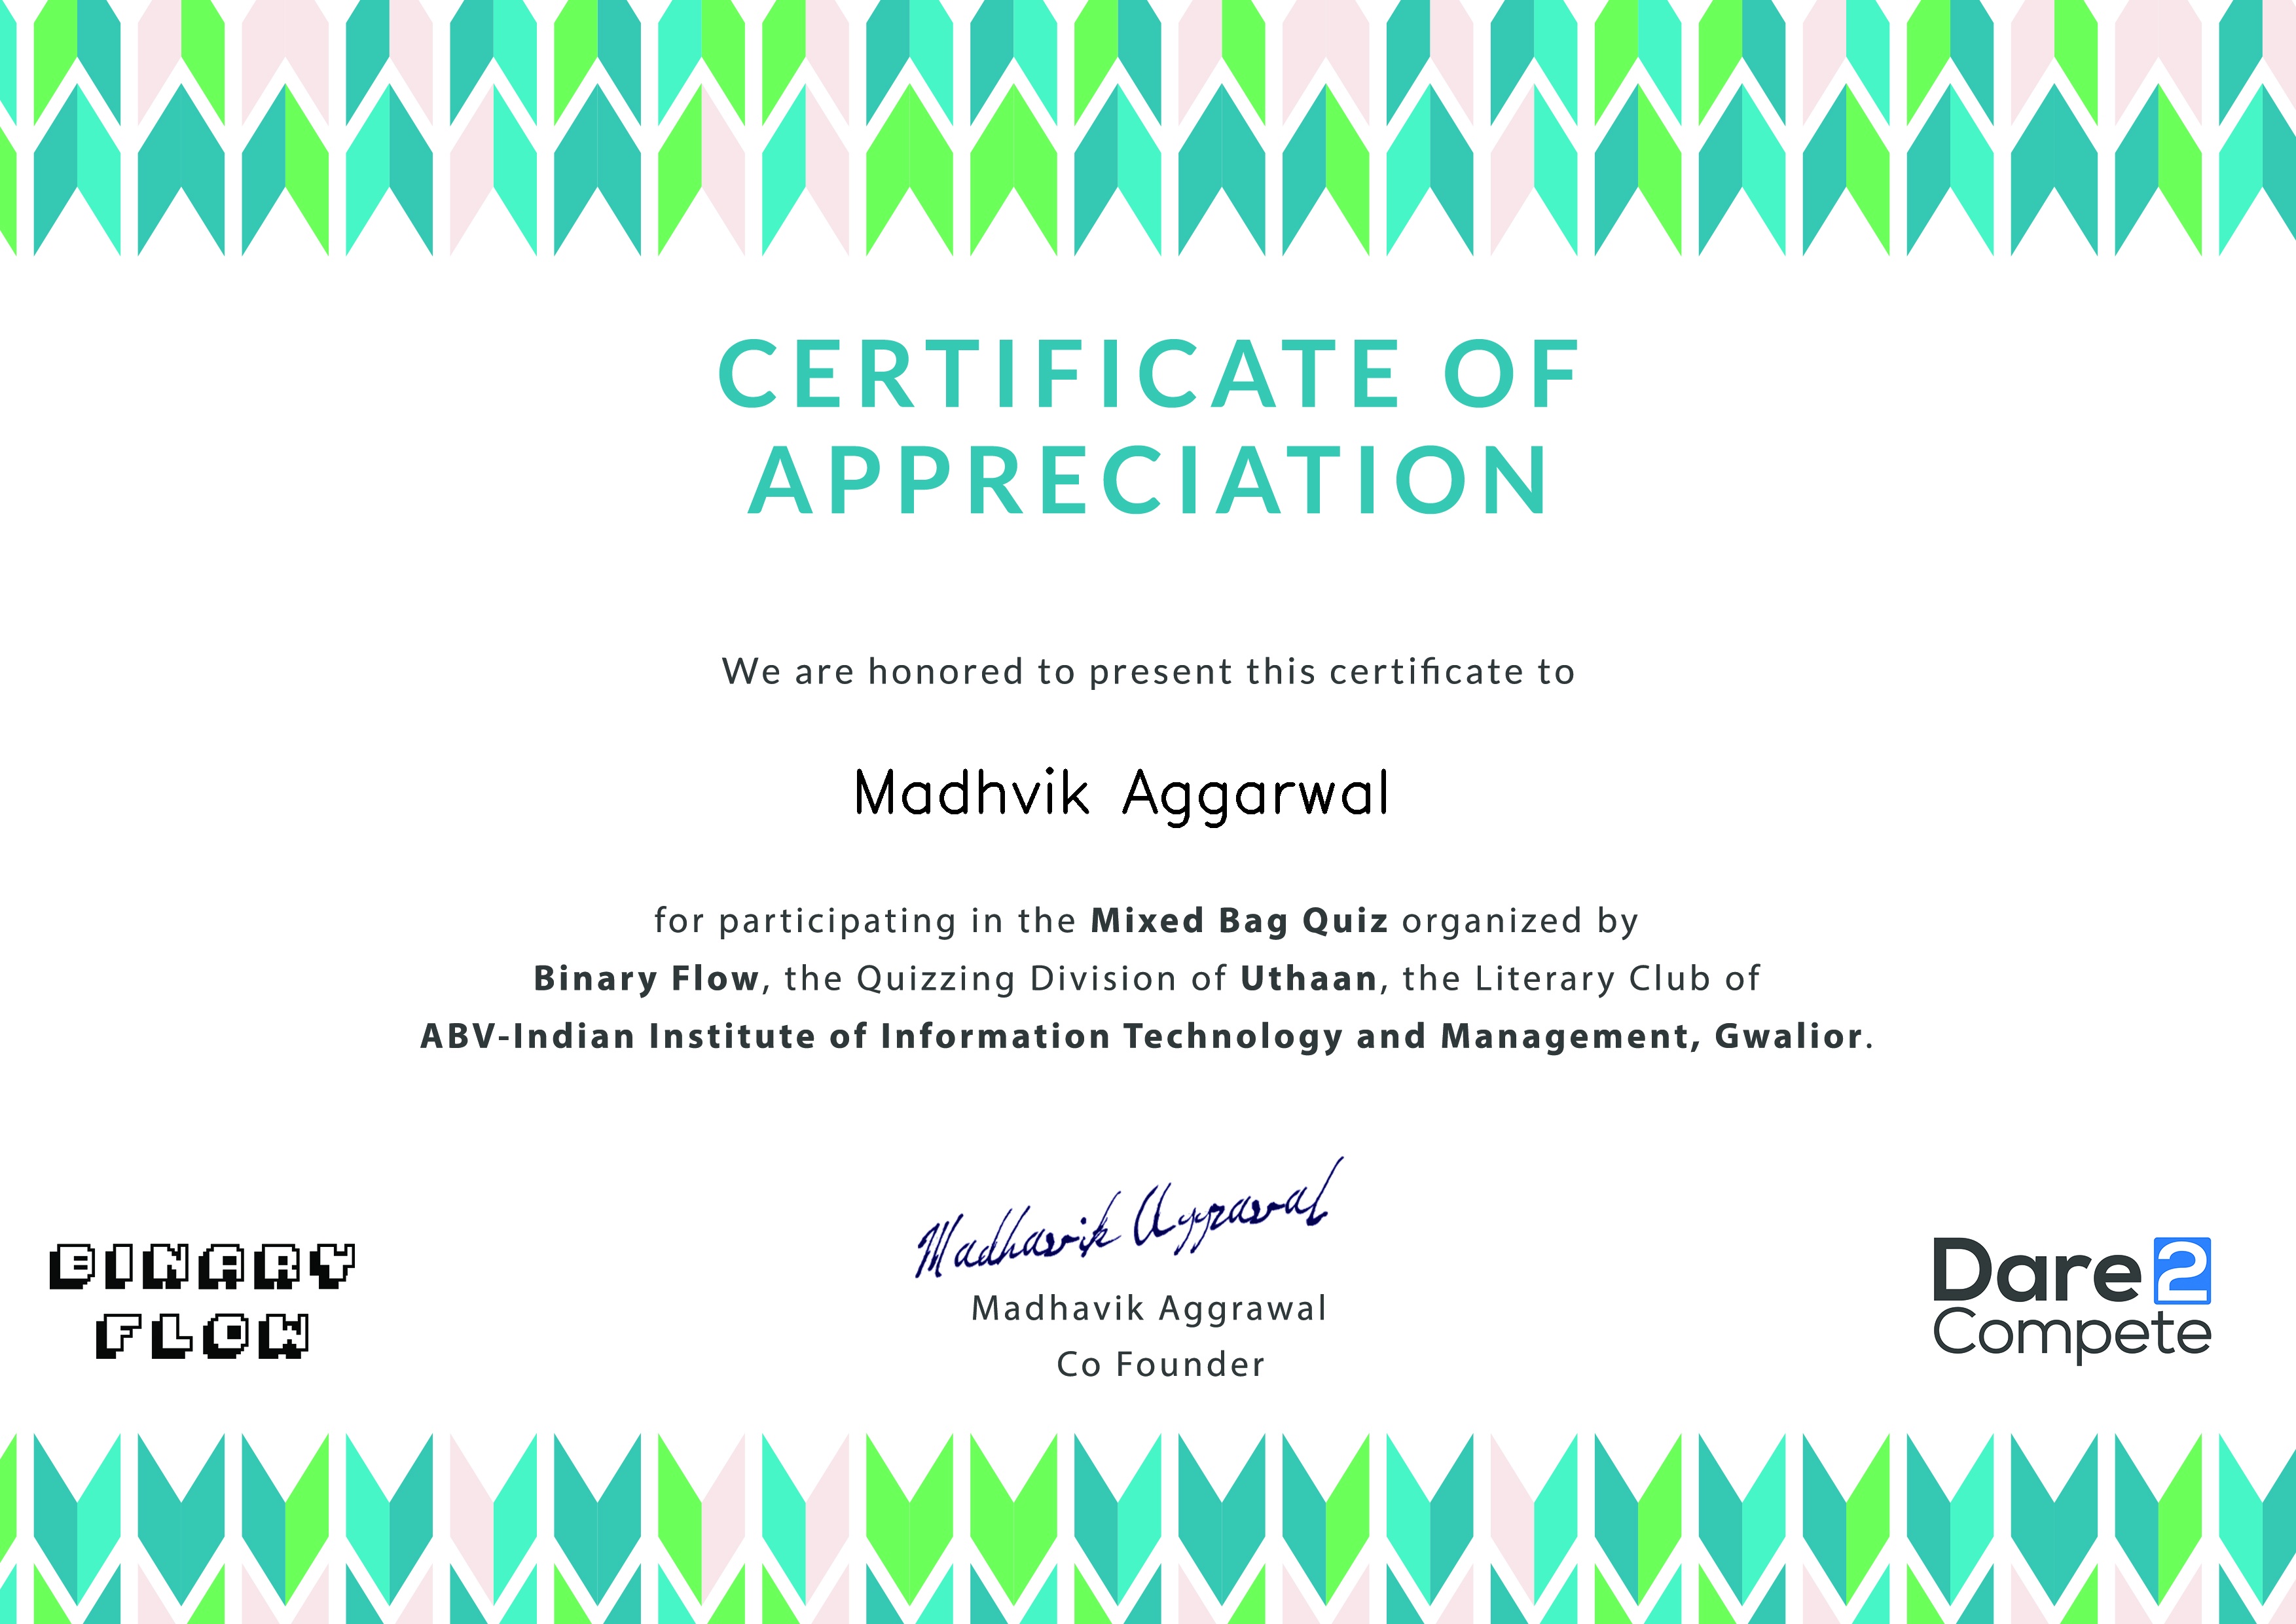 CERTIFICATE OF
APPRECIATION
We are honored to present this certificate to
Madhvik Aggarwal
for participating in the Mixed Bag Quiz organized by
Binary Flow, the Quizzing Division of Uthaan, the Literary Club of
ABV-Indian Institute of Information Technology and Management, Gwalior.
Madhavik Aggrawal
Madhavik Aggrawal
Co Founder
BINARY
FLOW
Dare2
Compete